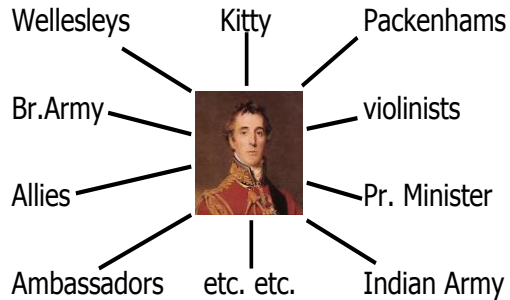 Wellesleys
Kitty
Packenhams
Br.Army
violinists
Allies
Pr. Minister
Ambassadors
etc. etc.
Indian Army